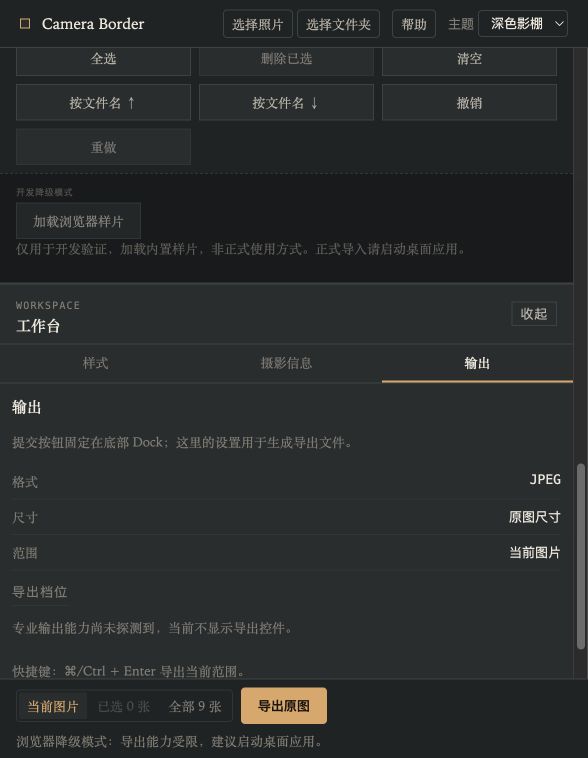 Camera Border 选择照片 选择文件夹 帮助 主题 深色影棚
全选 删除已选 清空
按文件名 ↑ 按文件名 ↓ 撤销
重做
开发降级模式
加载浏览器样片
仅用于开发验证，加载内置样片，非正式使用方式。正式导入请启动桌面应用。
WORKSPACE
工作台 收起
样式 摄影信息 输出
输出
提交按钮固定在底部 Dock；这里的设置用于生成导出文件。
格式 JPEG
尺寸 原图尺寸
范围 当前图片
导出档位
专业输出能力尚未探测到，当前不显示导出控件。
快捷键：⌘/Ctrl + Enter 导出当前范围。
当前图片 已选 0 张 全部 9 张 导出原图
浏览器降级模式：导出能力受限，建议启动桌面应用。